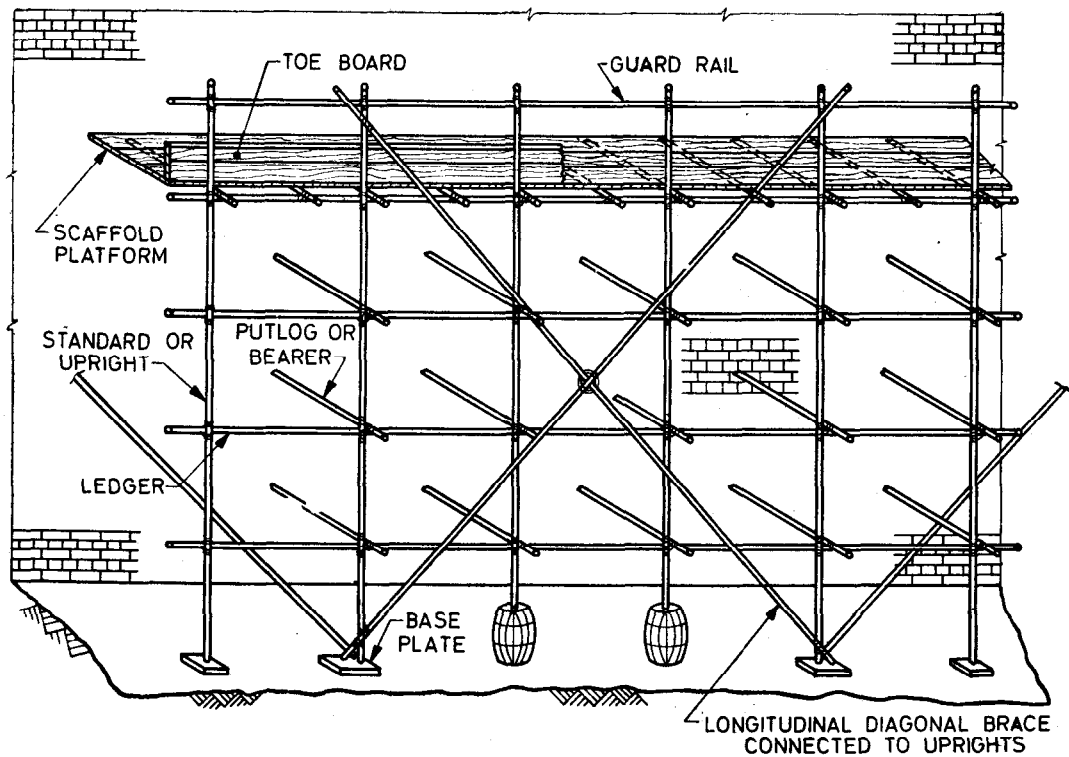 TOE BOARD
GUARD RAIL
SCAFFOLD
PLATFORM
STANDARD OR
UPRIGHT
PUTLOG OR
BEARER
LEDGER
BASE
PLATE
LONGITUDINAL DIAGONAL BRACE
CONNECTED TO UPRIGHTS